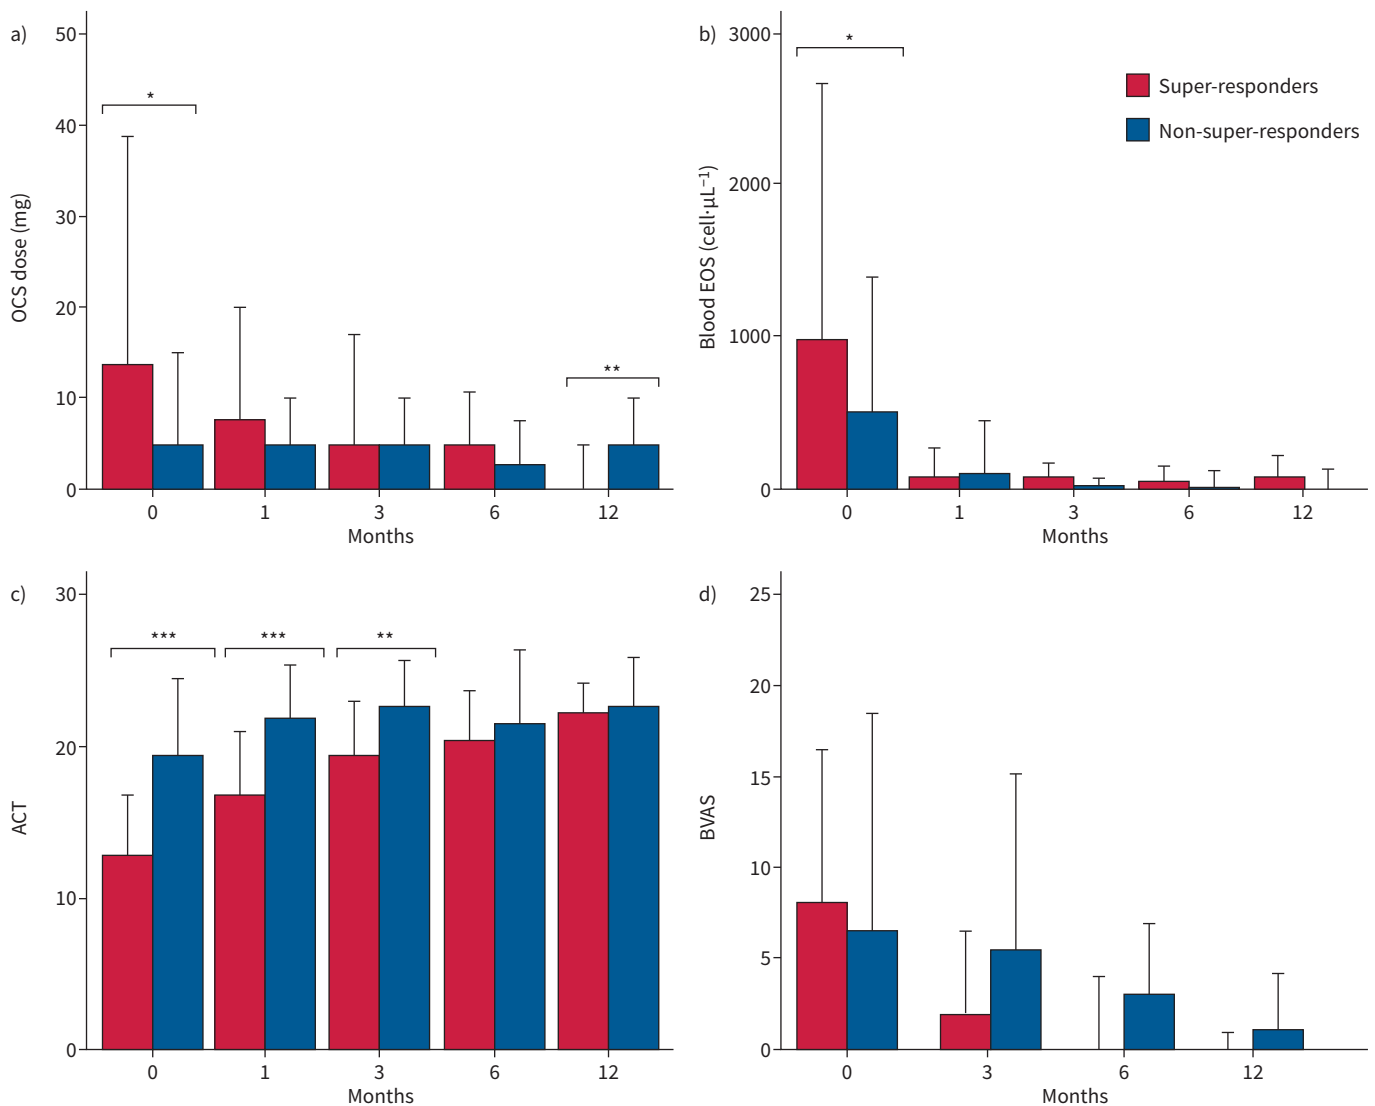 a)
50
40
30
20
10
0
OCS dose (mg)
*
**
0 1 3 6 12
Months
b)
3000
2000
1000
0
Blood EOS (cell·µL⁻¹)
*
Super-responders
Non-super-responders
0 1 3 6 12
Months
c)
30
20
10
0
ACT
*** *** **
0 1 3 6 12
Months
d)
25
20
15
10
5
0
BVAS
0 3 6 12
Months